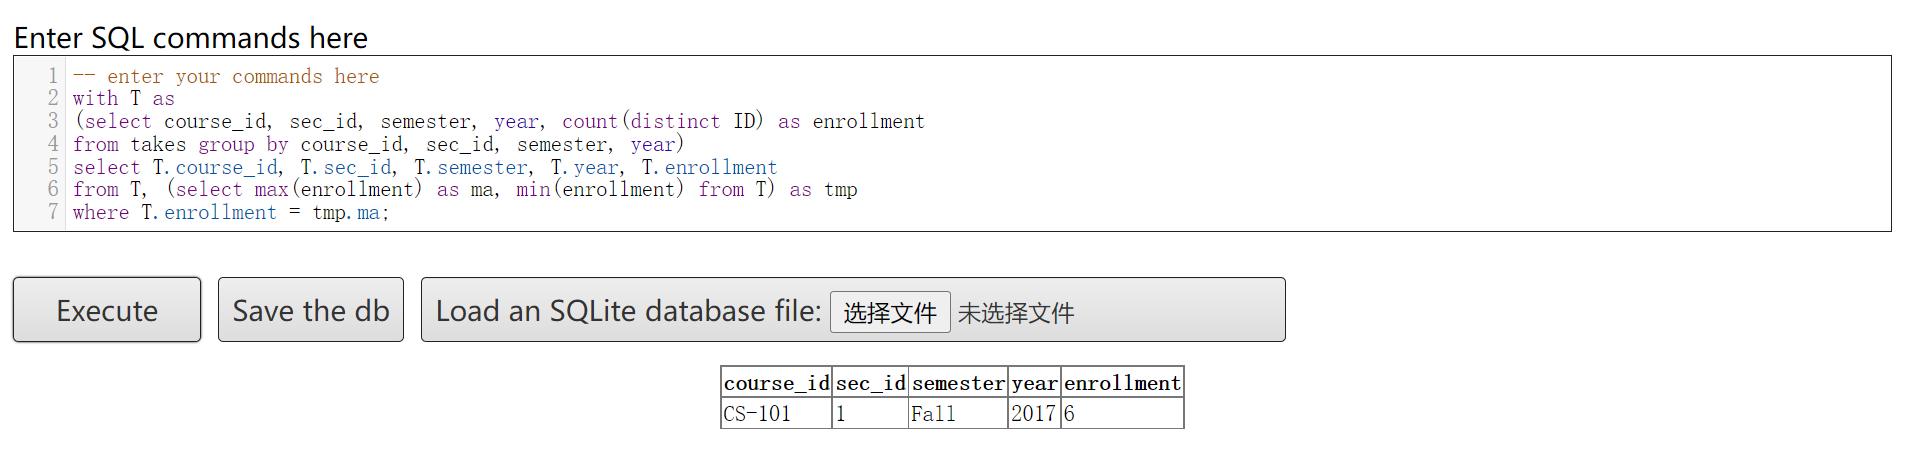 Enter SQL commands here
1 -- enter your commands here
2 with T as
3 (select course_id, sec_id, semester, year, count(distinct ID) as enrollment
4 from takes group by course_id, sec_id, semester, year)
5 select T.course_id, T.sec_id, T.semester, T.year, T.enrollment
6 from T, (select max(enrollment) as ma, min(enrollment) from T) as tmp
7 where T.enrollment = tmp.ma;
Execute Save the db Load an SQLite database file: 选择文件 未选择文件
course_id sec_id semester year enrollment
CS-101 1 Fall 2017 6